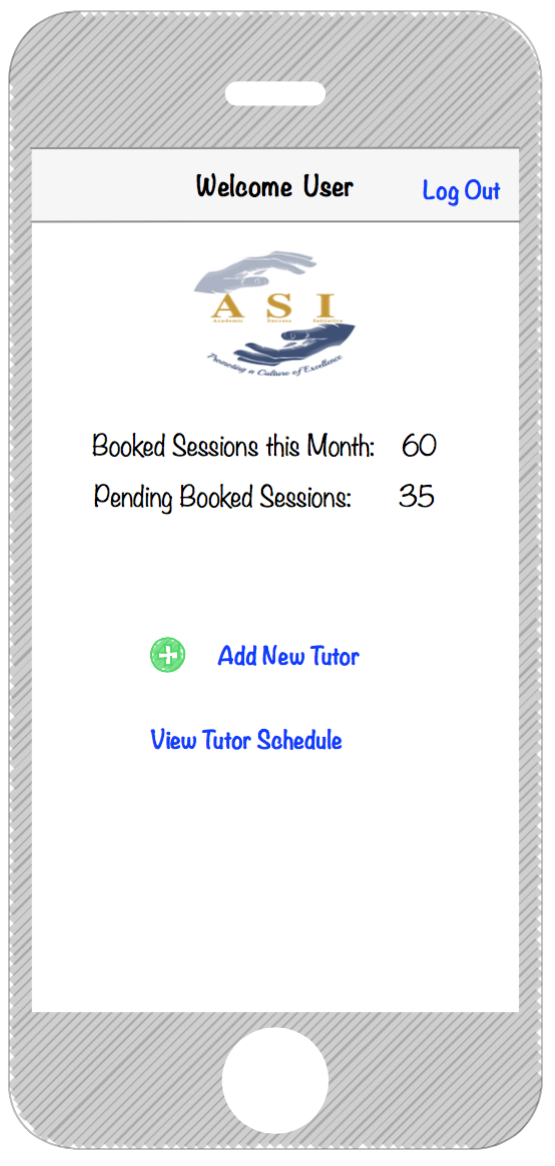 Welcome User
Log Out
A S I
Academic Success Initiative
Promoting a Culture of Excellence
Booked Sessions this Month: 60
Pending Booked Sessions: 35
Add New Tutor
View Tutor Schedule